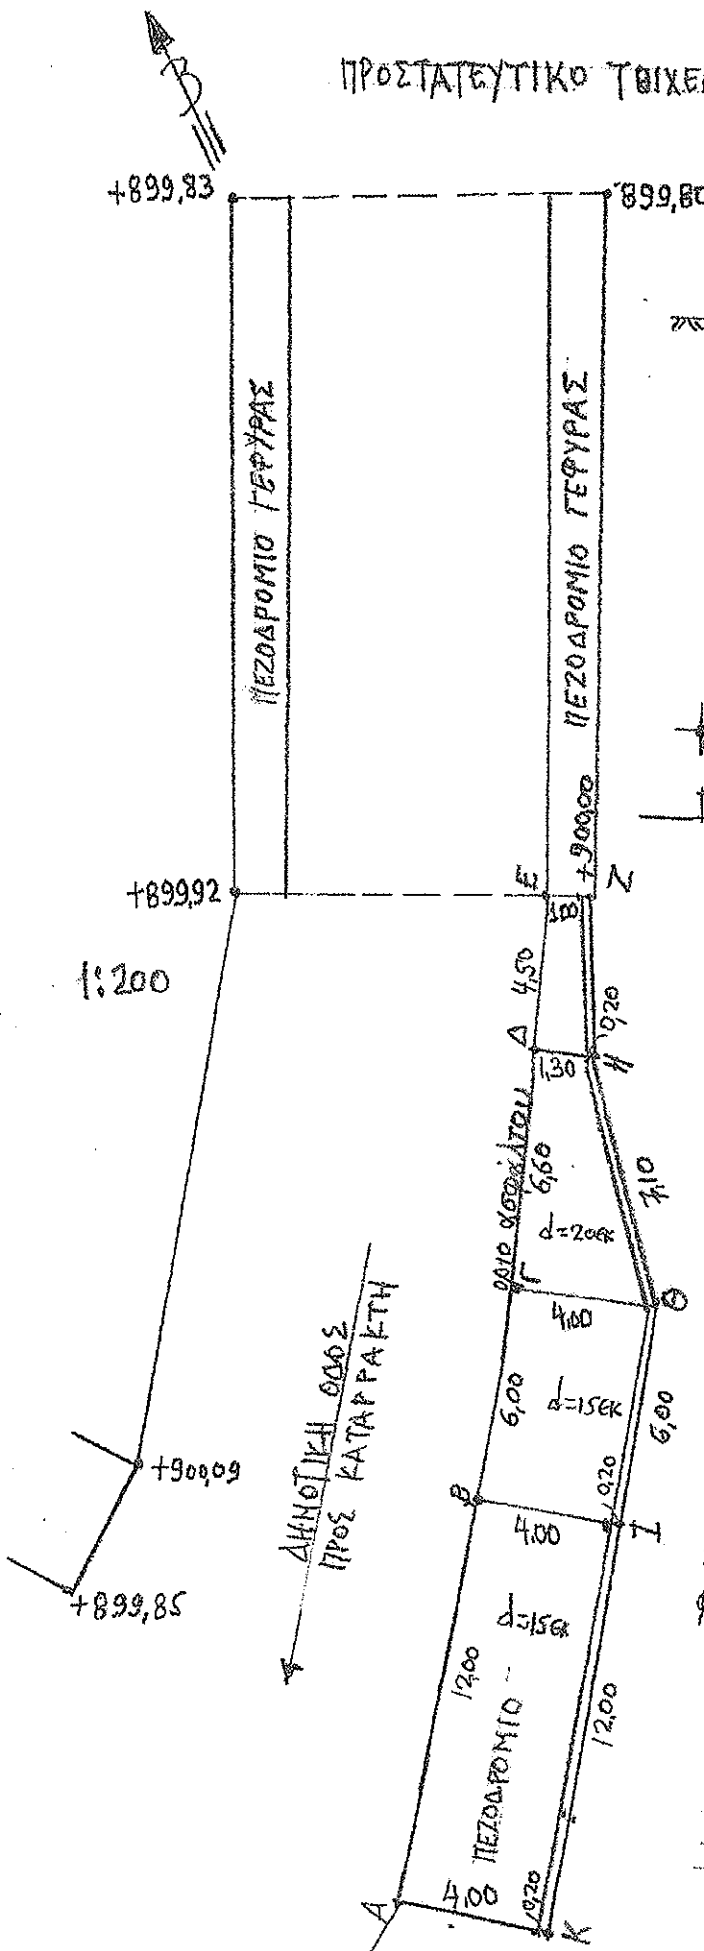 Β
ΠΡΟΣΤΑΤΕΥΤΙΚΟ
+899,83
899,80
ΠΕΖΟΔΡΟΜΙΟ ΓΕΦΥΡΑΣ
ΠΕΖΟΔΡΟΜΙΟ ΓΕΦΥΡΑΣ
+899,92
Ε
1,00
+900,00
Ζ
1:200
4,50
Δ
1,30
0,20
Η
όριο ασφάλτου
6,60
7,10
d=20εκ
Γ
4,00
Θ
ΔΗΜΟΤΙΚΗ ΟΔΟΣ
ΠΡΟΣ ΚΑΤΑΡΡΑΚΤΗ
6,00
d=15εκ
6,00
+900,09
Β
0,20
4,00
Ι
+899,85
d=15εκ
12,00
ΠΕΖΟΔΡΟΜΙΟ
12,00
Α
4,00
0,20
Κ